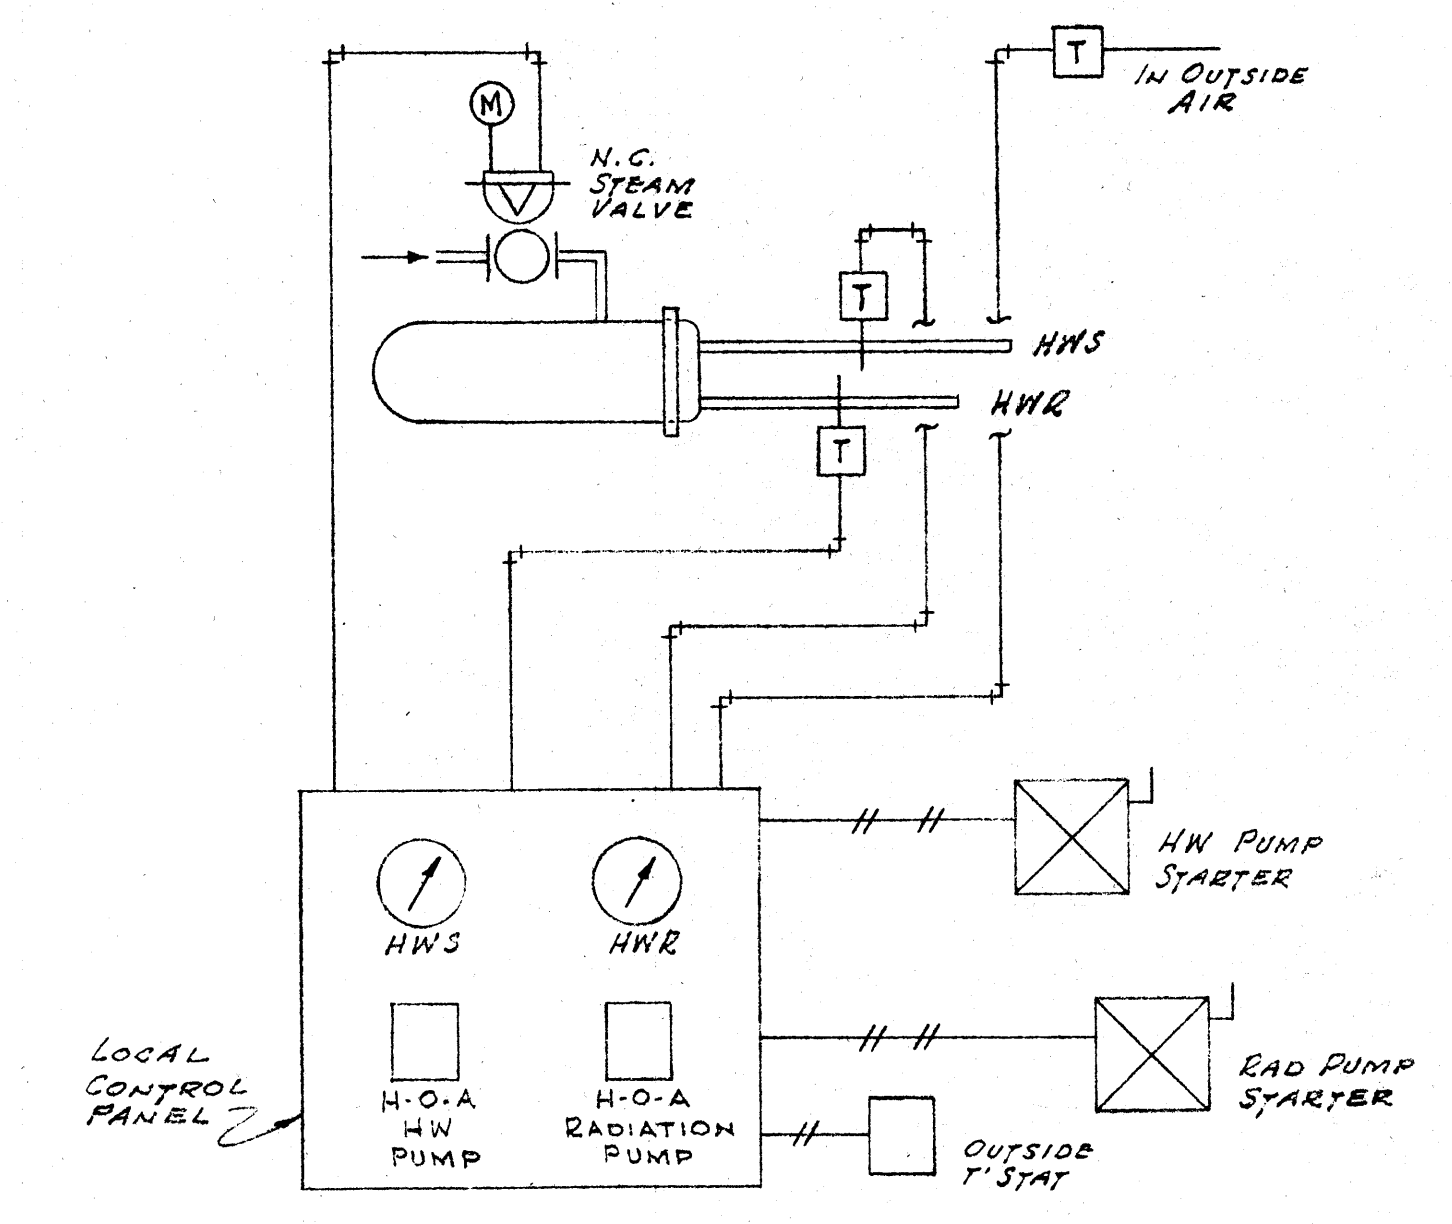 T
IN OUTSIDE
AIR
M
N.C.
STEAM
VALVE
T
HWS
HWR
T
HW PUMP
STARTER
HWS
HWR
LOCAL
CONTROL
PANEL
H-O-A
HW
PUMP
H-O-A
RADIATION
PUMP
RAD PUMP
STARTER
OUTSIDE
T'STAT